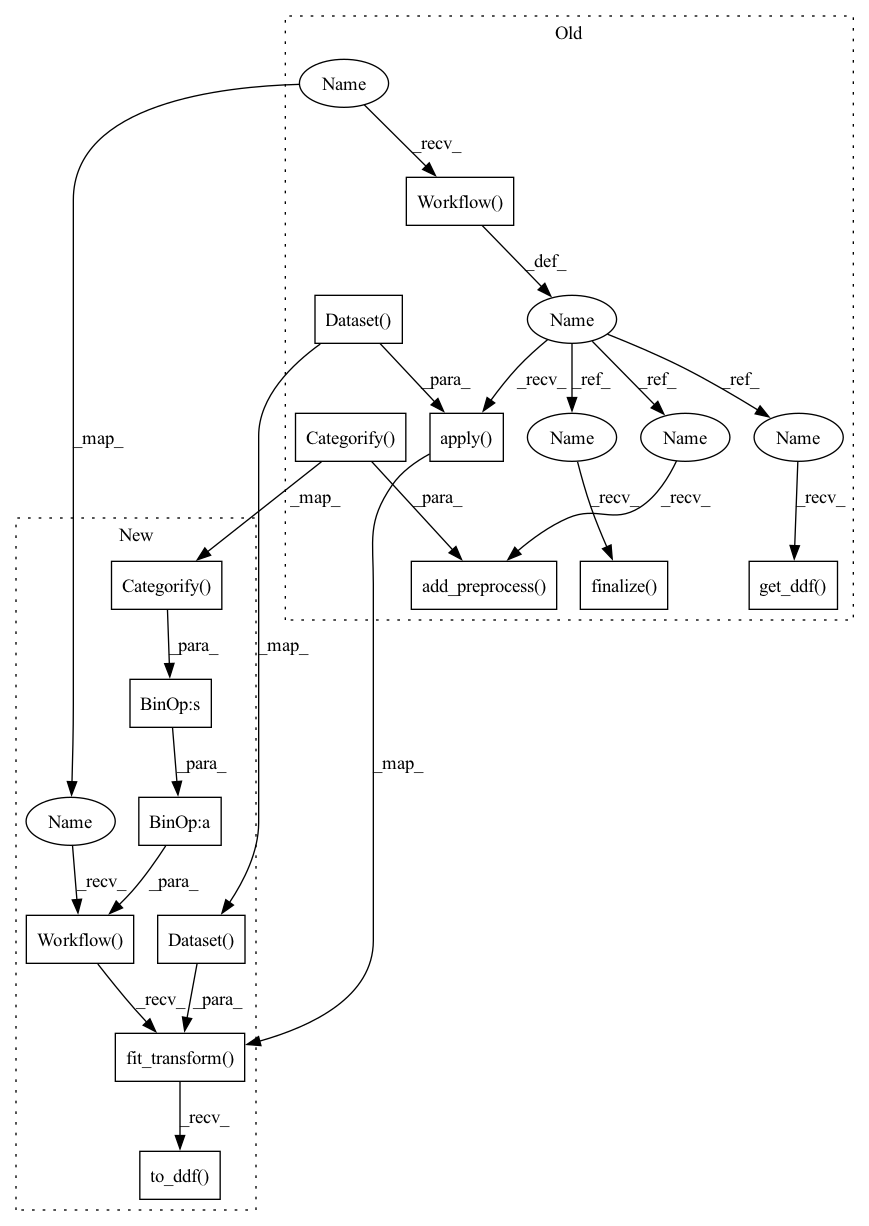 Old
Name
_recv_
Workflow()
_def_
Dataset()
Name
_para_
_recv_
_ref_
_ref_
_ref_
Categorify()
apply()
Name
Name
Name
_map_
_map_
_para_
_recv_
_recv_
_recv_
New
Categorify()
add_preprocess()
finalize()
get_ddf()
_para_
_map_
BinOp:s
_para_
_map_
Name
BinOp:a
_recv_
_para_
Workflow()
Dataset()
_recv_
_para_
fit_transform()
_recv_
to_ddf()